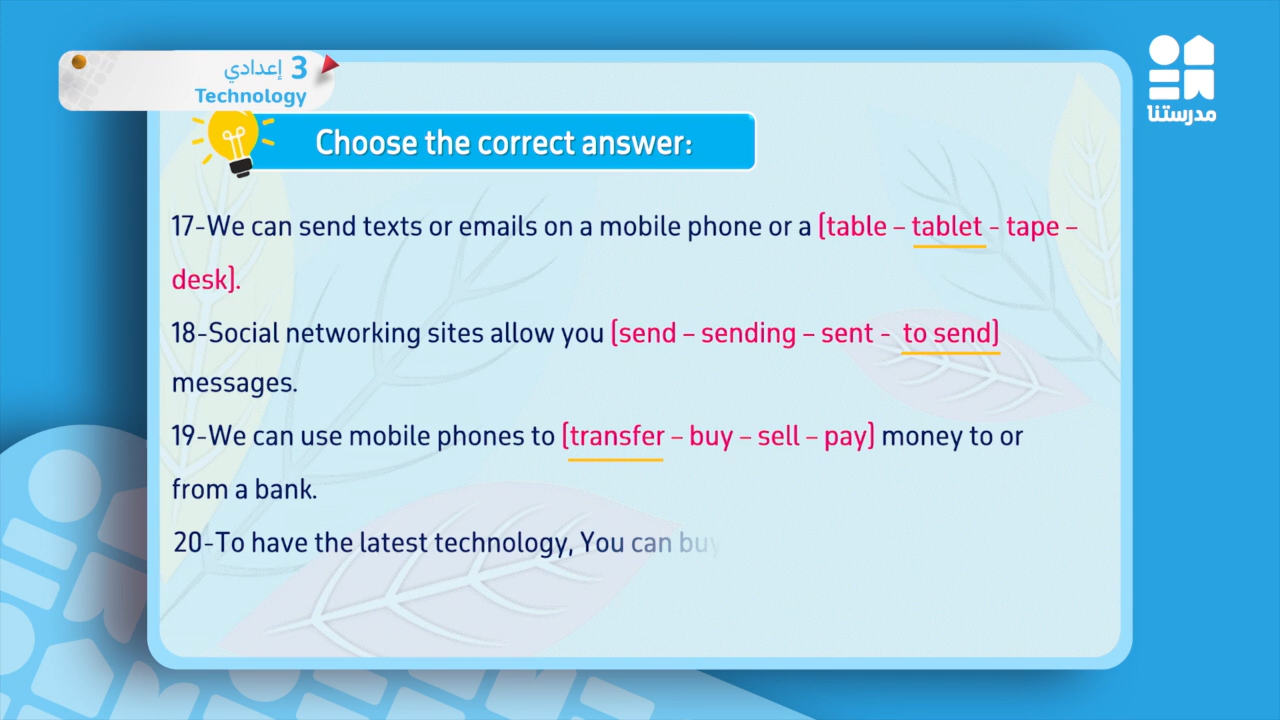 3 إعدادي
Technology
مدرستنا
Choose the correct answer:
17-We can send texts or emails on a mobile phone or a (table – tablet - tape –
desk).
18-Social networking sites allow you (send – sending – sent - to send)
messages.
19-We can use mobile phones to (transfer – buy – sell – pay) money to or
from a bank.
20-To have the latest technology, You can buy